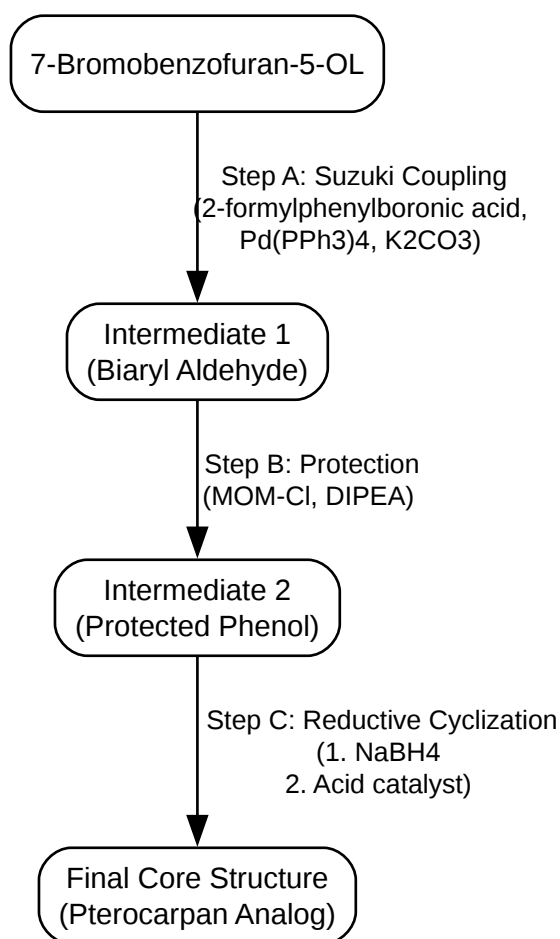 7-Bromobenzofuran-5-OL
Step A: Suzuki Coupling
(2-formylphenylboronic acid,
Pd(PPh3)4, K2CO3)
Intermediate 1
(Biaryl Aldehyde)
Step B: Protection
(MOM-Cl, DIPEA)
Intermediate 2
(Protected Phenol)
Step C: Reductive Cyclization
(1. NaBH4
2. Acid catalyst)
Final Core Structure
(Pterocarpan Analog)